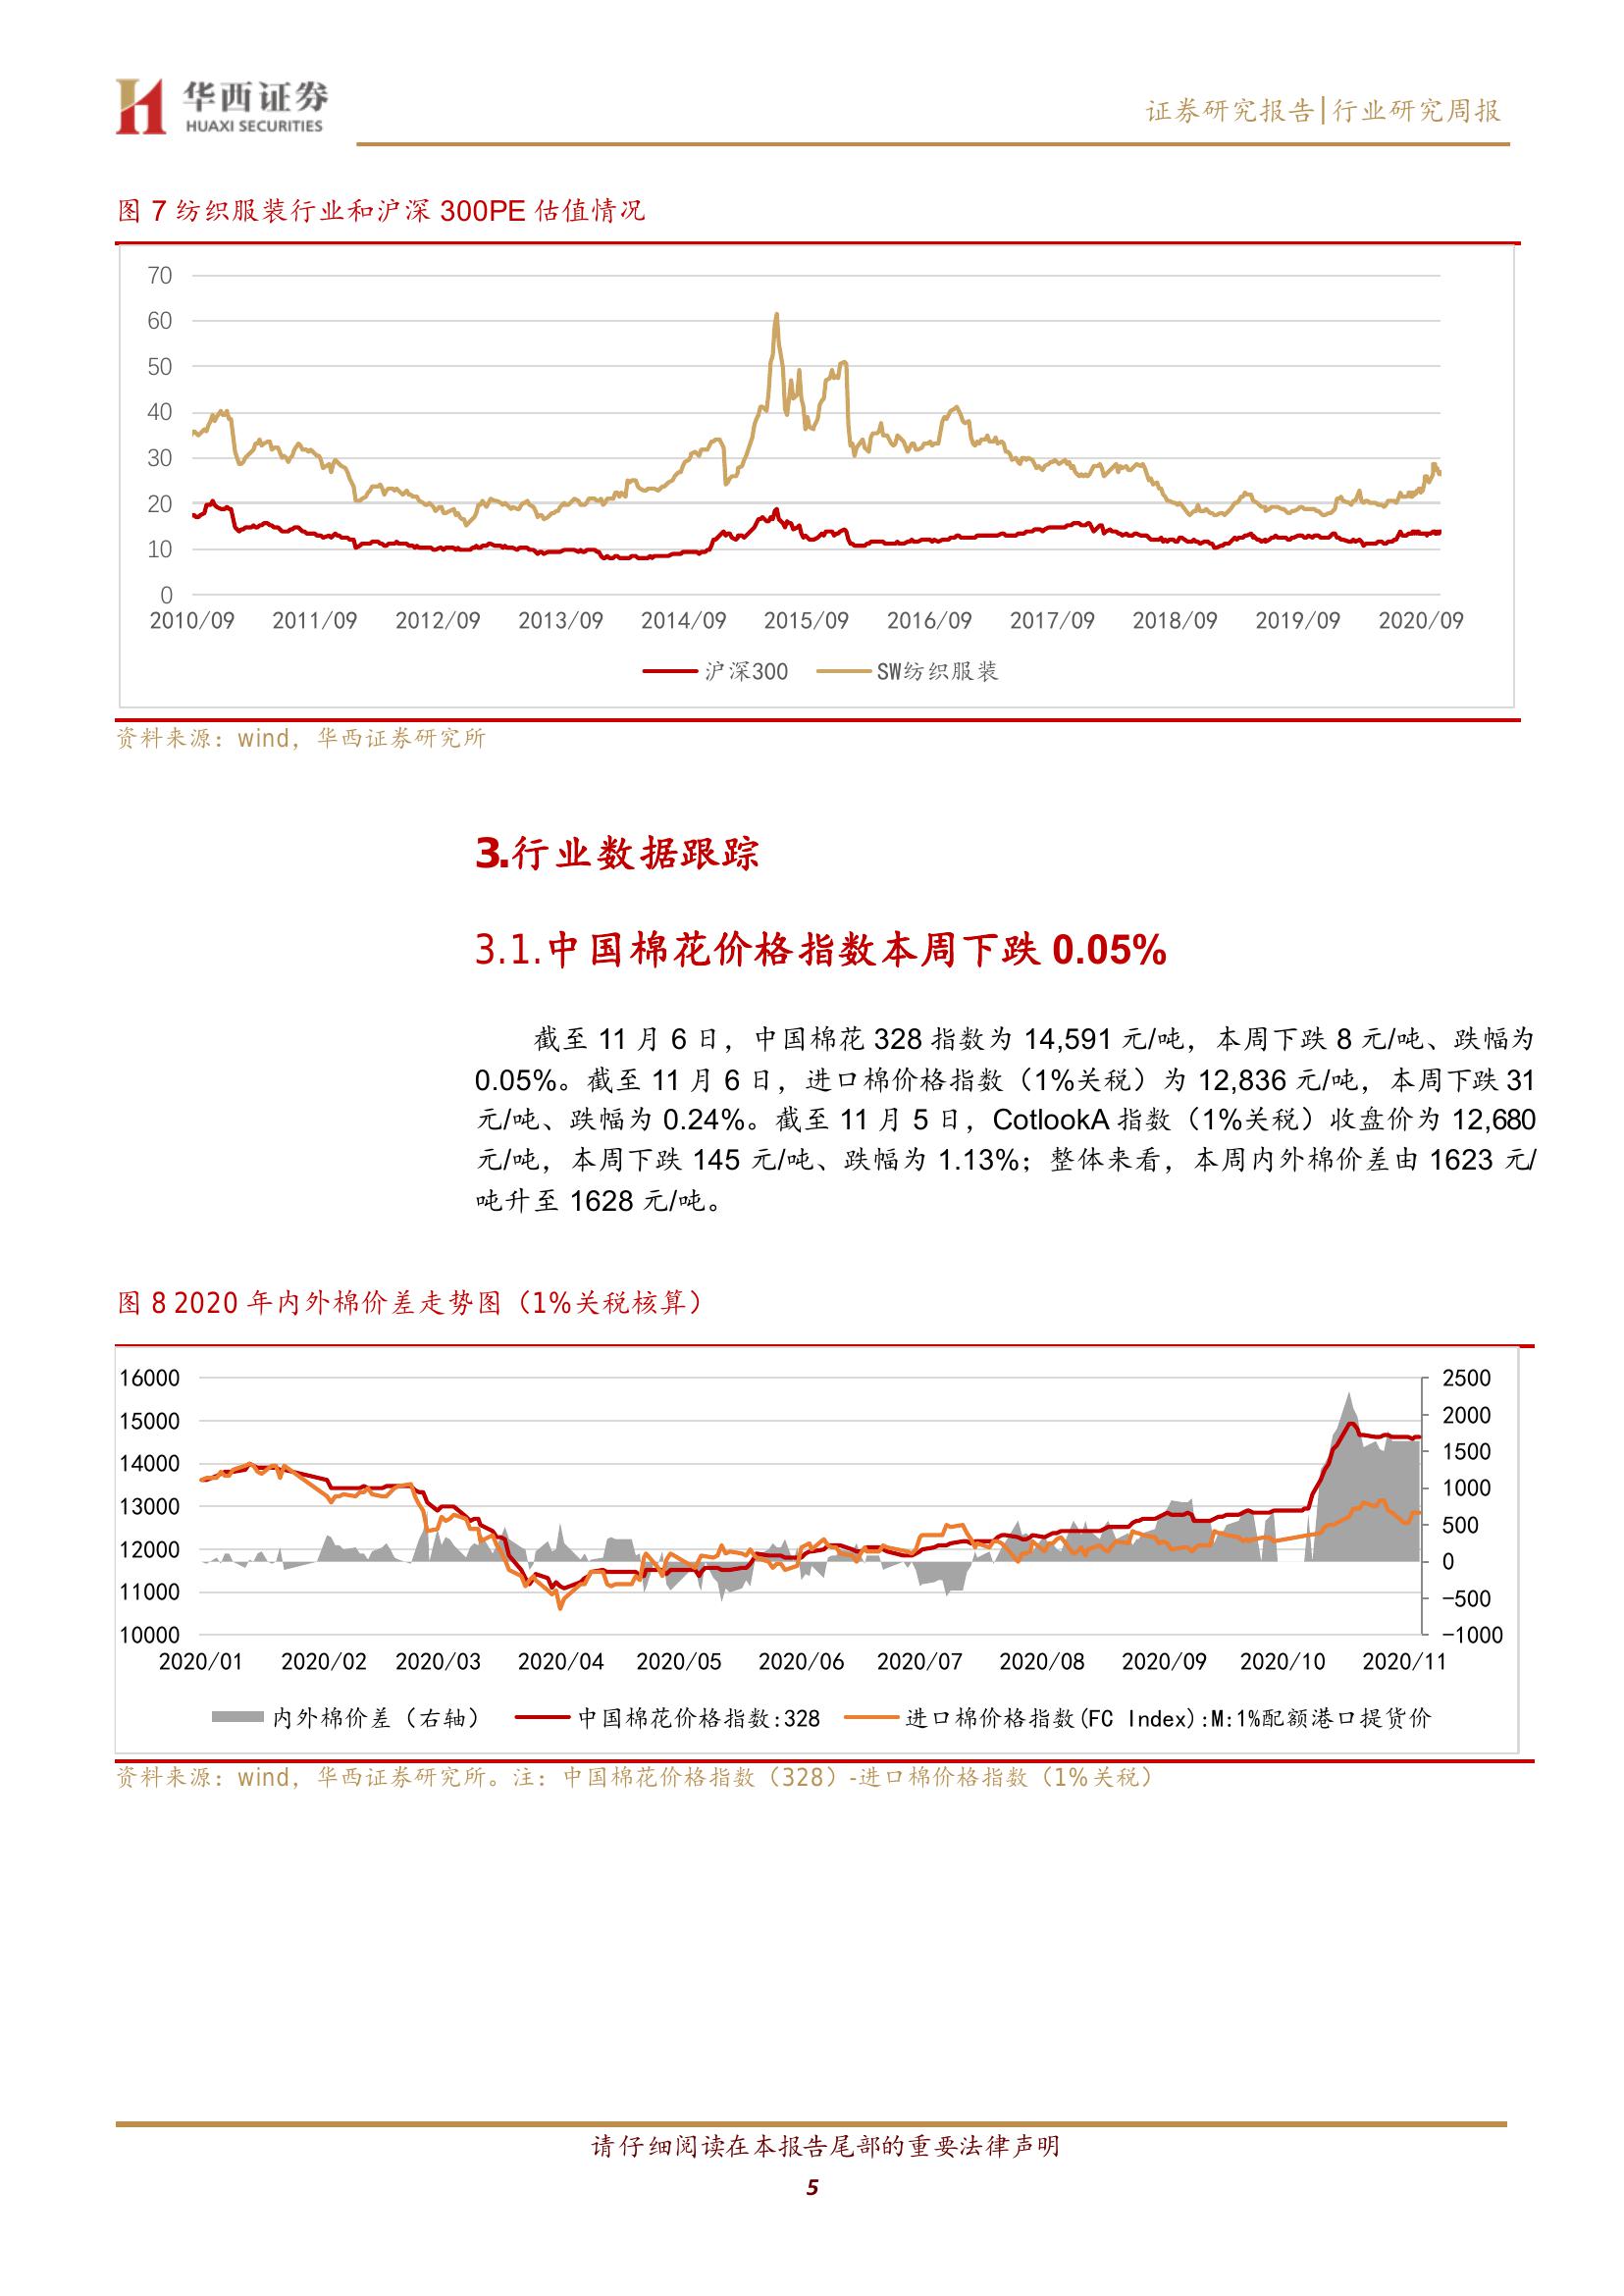 华西证券
HUAXI SECURITIES
证券研究报告|行业研究周报
图 7 纺织服装行业和沪深 300PE 估值情况
70
60
50
40
30
20
10
0
2010/09 2011/09 2012/09 2013/09 2014/09 2015/09 2016/09 2017/09 2018/09 2019/09 2020/09
沪深300 SW纺织服装
资料来源：wind，华西证券研究所
3.行业数据跟踪
3.1.中国棉花价格指数本周下跌 0.05%
截至 11 月 6 日，中国棉花 328 指数为 14,591 元/吨，本周下跌 8 元/吨、跌幅为
0.05%。截至 11 月 6 日，进口棉价格指数（1%关税）为 12,836 元/吨，本周下跌 31
元/吨、跌幅为 0.24%。截至 11 月 5 日，CotlookA 指数（1%关税）收盘价为 12,680
元/吨，本周下跌 145 元/吨、跌幅为 1.13%；整体来看，本周内外棉价差由 1623 元/
吨升至 1628 元/吨。
图 8 2020 年内外棉价差走势图（1%关税核算）
16000 2500
15000 2000
14000 1500
13000 1000
12000 500
11000 0
10000 -500
-1000
2020/01 2020/02 2020/03 2020/04 2020/05 2020/06 2020/07 2020/08 2020/09 2020/10 2020/11
内外棉价差（右轴） 中国棉花价格指数:328 进口棉价格指数(FC Index):M:1%配额港口提货价
资料来源：wind，华西证券研究所。注：中国棉花价格指数（328）-进口棉价格指数（1%关税）
请仔细阅读在本报告尾部的重要法律声明
5